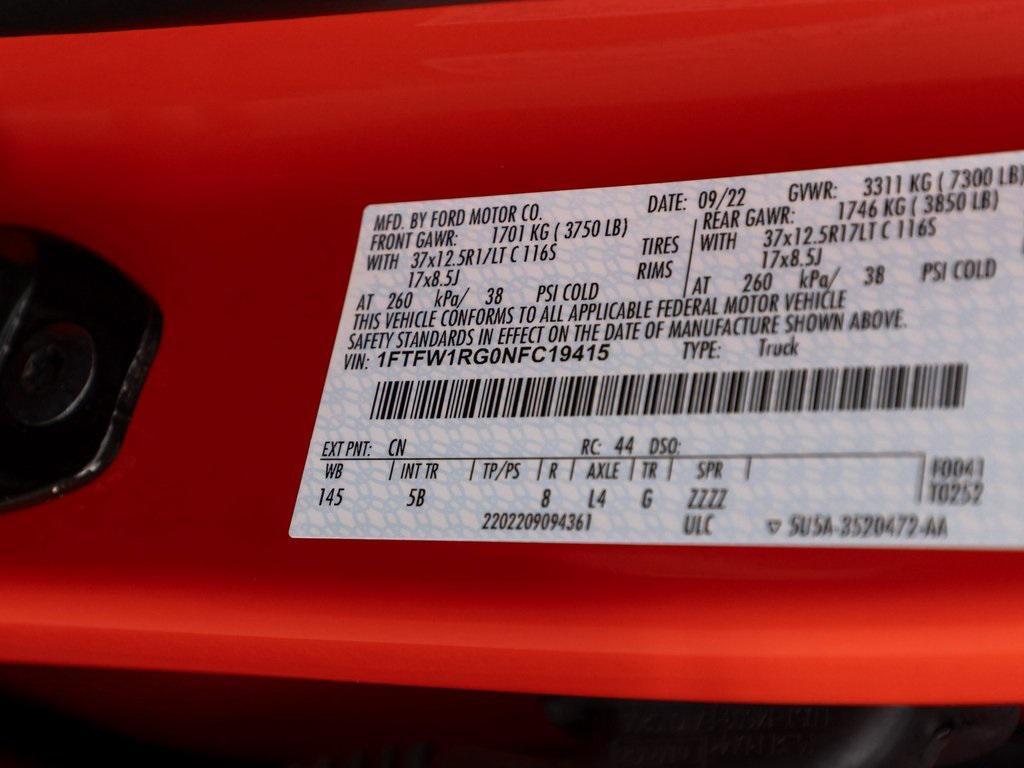 MFD. BY FORD MOTOR CO. DATE: 09/22 GVWR: 3311 KG ( 7300 LB)
FRONT GAWR: 1701 KG ( 3750 LB) REAR GAWR: 1746 KG ( 3850 LB)
WITH 37x12.5R1/LT C 116S TIRES WITH 37x12.5R17LT C 116S
17x8.5J RIMS 17x8.5J
AT 260 kPa/ 38 PSI COLD AT 260 kPa/ 38 PSI COLD
THIS VEHICLE CONFORMS TO ALL APPLICABLE FEDERAL MOTOR VEHICLE
SAFETY STANDARDS IN EFFECT ON THE DATE OF MANUFACTURE SHOWN ABOVE.
VIN: 1FTFW1RG0NFC19415 TYPE: Truck
EXT PNT: CN RC: 44 DSO:
WB INT TR TP/PS R AXLE TR SPR F0041
145 5B 8 L4 G ZZZZ T0252
2202209094361 ULC 5U5A-3520472-AA